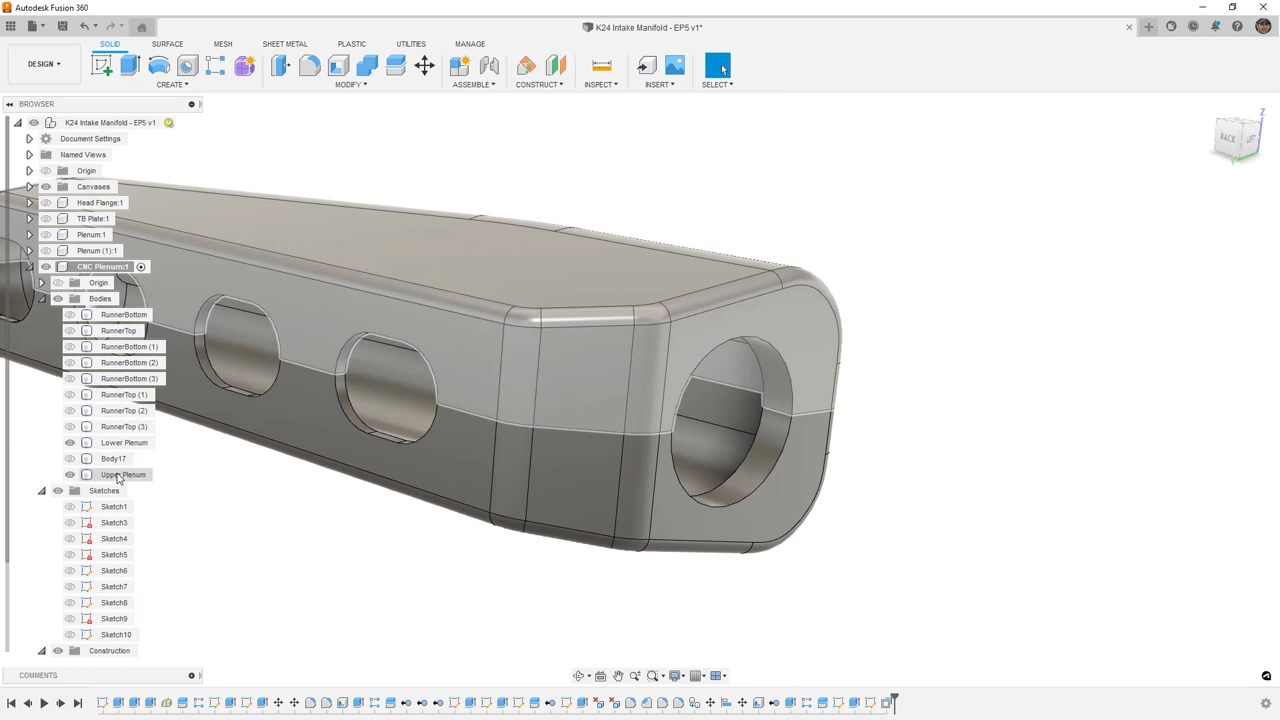 Autodesk Fusion 360
K24 Intake Manifold - EP5 v1*
SOLID SURFACE MESH SHEET METAL PLASTIC UTILITIES MANAGE
DESIGN ▾
CREATE ▾ MODIFY ▾ ASSEMBLE ▾ CONSTRUCT ▾ INSPECT ▾ INSERT ▾ SELECT ▾
BROWSER
K24 Intake Manifold - EP5 v1
Document Settings
Named Views
Origin
Canvases
Head Flange:1
TB Plate:1
Plenum:1
Plenum (1):1
CNC Plenum:1
Origin
Bodies
RunnerBottom
RunnerTop
RunnerBottom (1)
RunnerBottom (2)
RunnerBottom (3)
RunnerTop (1)
RunnerTop (2)
RunnerTop (3)
Lower Plenum
Body17
Upper Plenum
Sketches
Sketch1
Sketch3
Sketch4
Sketch5
Sketch6
Sketch7
Sketch8
Sketch9
Sketch10
Construction
COMMENTS
Z
BACK LEFT